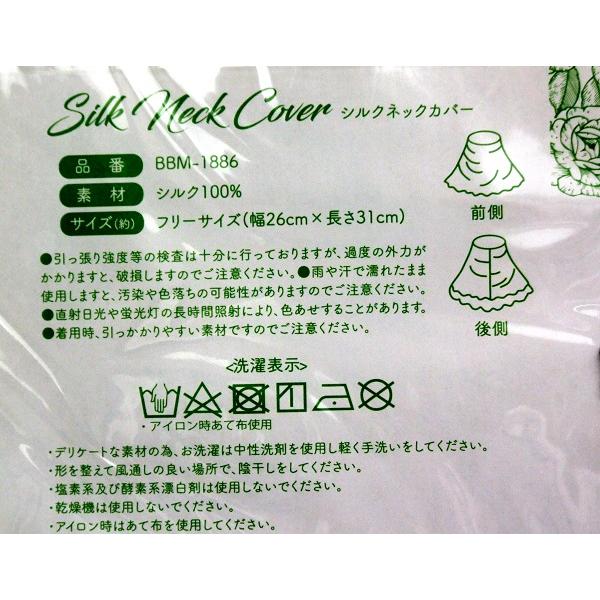 Silk Neck Cover シルクネックカバー
品番 BBM-1886
素材 シルク100%
サイズ(約) フリーサイズ(幅26cm×長さ31cm)
前側
●引っ張り強度等の検査は十分に行っておりますが、過度の外力が
かかりますと、破損しますのでご注意ください。●雨や汗で濡れたまま
使用しますと、汚染や色落ちの可能性がありますのでご注意ください。
●直射日光や蛍光灯の長時間照射により、色あせすることがあります。
●着用時、引っかかりやすい素材ですのでご注意ください。
後側
<洗濯表示>
・アイロン時あて布使用
・デリケートな素材の為、お洗濯は中性洗剤を使用し軽く手洗いをしてください。
・形を整えて風通しの良い場所で、陰干しをしてください。
・塩素系及び酵素系漂白剤は使用しないでください。
・乾燥機は使用しないでください。
・アイロン時はあて布を使用してください。